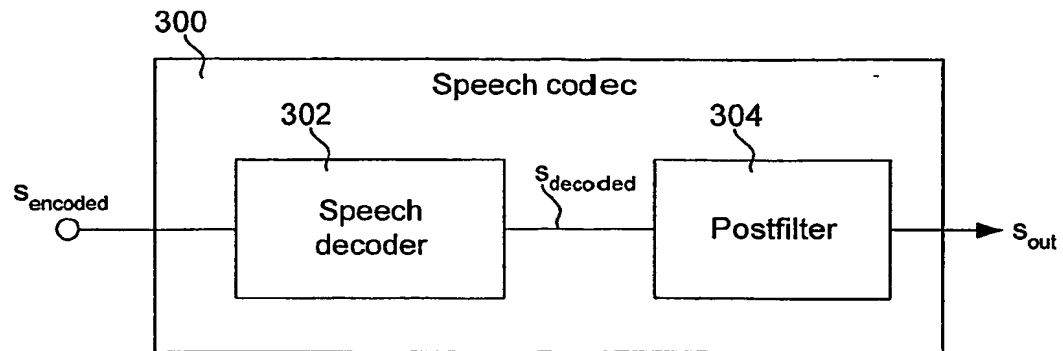 300
Speech codec
302
304
s_encoded
Speech
decoder
s_decoded
Postfilter
s_out